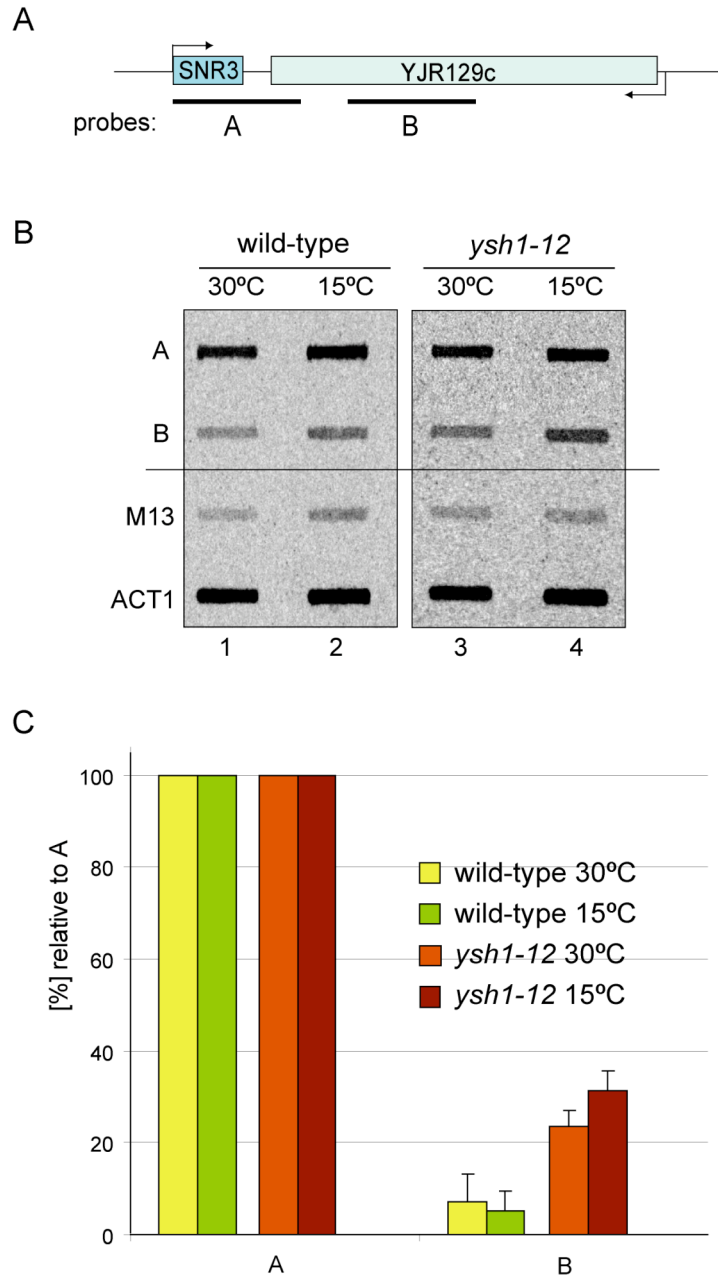 A
SNR3 YJR129c
probes: A B
B
wild-type ysh1-12
30ºC 15ºC 30ºC 15ºC
A
B
M13
ACT1
1 2 3 4
C
[%] relative to A
100
80
60
40
20
0
wild-type 30ºC
wild-type 15ºC
ysh1-12 30ºC
ysh1-12 15ºC
A B